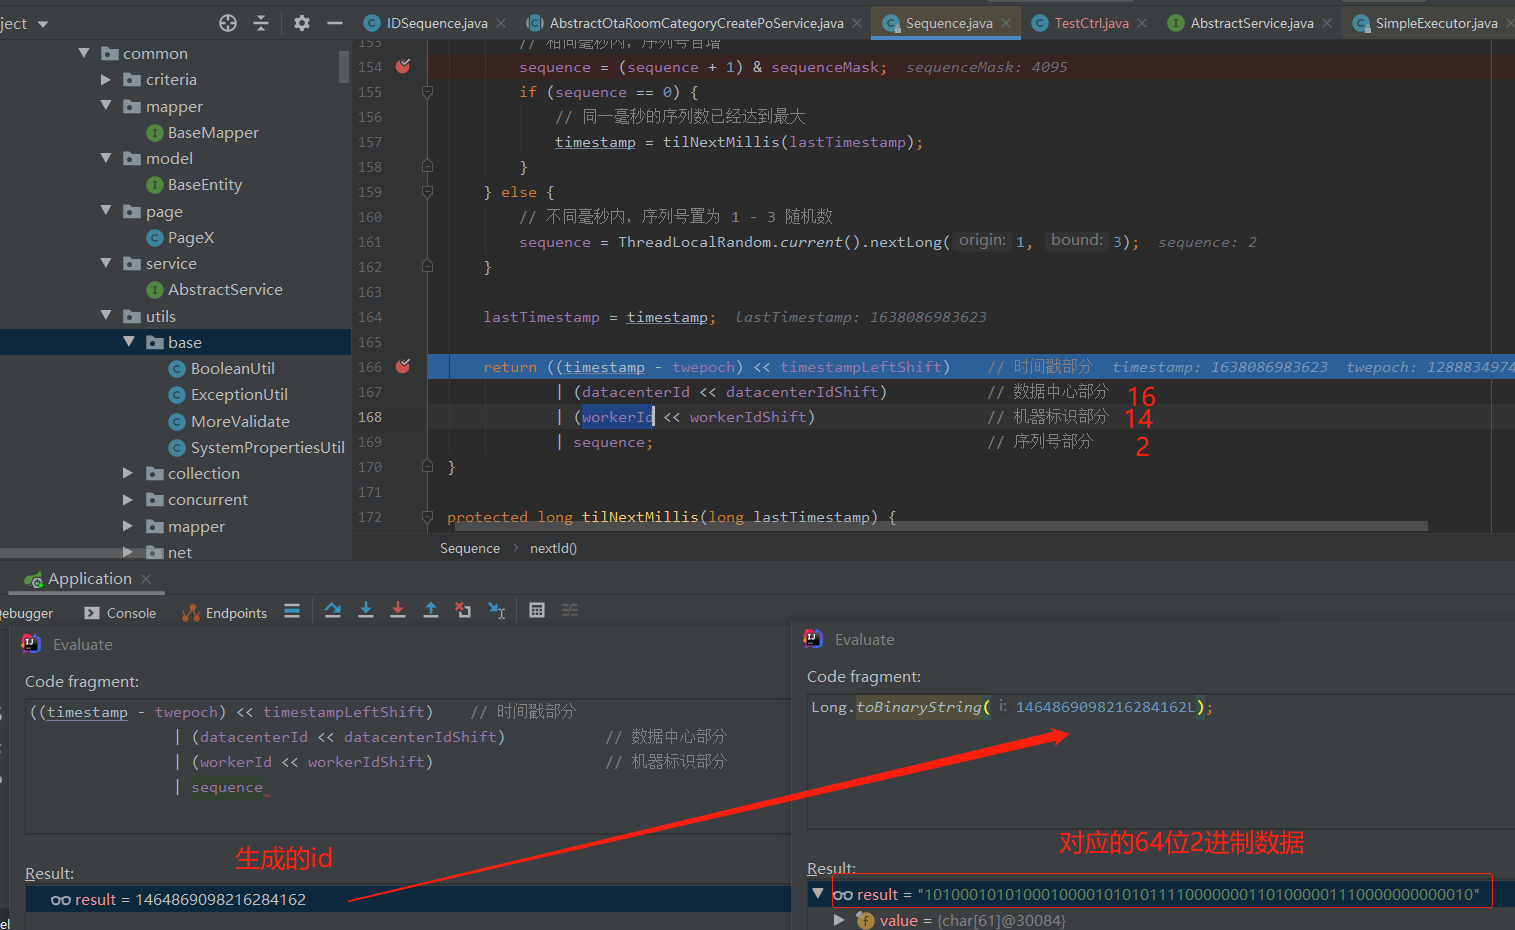 ject
IDSequence.java
AbstractOtaRoomCategoryCreatePoService.java
Sequence.java
TestCtrl.java
AbstractService.java
SimpleExecutor.java
common
criteria
mapper
BaseMapper
model
BaseEntity
page
PageX
service
AbstractService
utils
base
BooleanUtil
ExceptionUtil
MoreValidate
SystemPropertiesUtil
collection
concurrent
mapper
net
153 // 相同毫秒内，序列号自增
154 sequence = (sequence + 1) & sequenceMask; sequenceMask: 4095
155 if (sequence == 0) {
156 // 同一毫秒的序列数已经达到最大
157 timestamp = tilNextMillis(lastTimestamp);
158 }
159 } else {
160 // 不同毫秒内，序列号置为 1 - 3 随机数
161 sequence = ThreadLocalRandom.current().nextLong( origin: 1, bound: 3); sequence: 2
162 }
163
164 lastTimestamp = timestamp; lastTimestamp: 1638086983623
165
166 return ((timestamp - twepoch) << timestampLeftShift) // 时间戳部分 timestamp: 1638086983623 twepoch: 1288834974
167 | (datacenterId << datacenterIdShift) // 数据中心部分 16
168 | (workerId << workerIdShift) // 机器标识部分 14
169 | sequence; // 序列号部分 2
170 }
171
172 protected long tilNextMillis(long lastTimestamp) {
Sequence nextId()
Application
ebugger Console Endpoints
Evaluate
Code fragment:
((timestamp - twepoch) << timestampLeftShift) // 时间戳部分
| (datacenterId << datacenterIdShift) // 数据中心部分
| (workerId << workerIdShift) // 机器标识部分
| sequence
生成的id
Result:
result = 1464869098216284162
el
Evaluate
Code fragment:
Long.toBinaryString( i: 1464869098216284162L);
对应的64位2进制数据
Result:
value = {char[61]@30084}